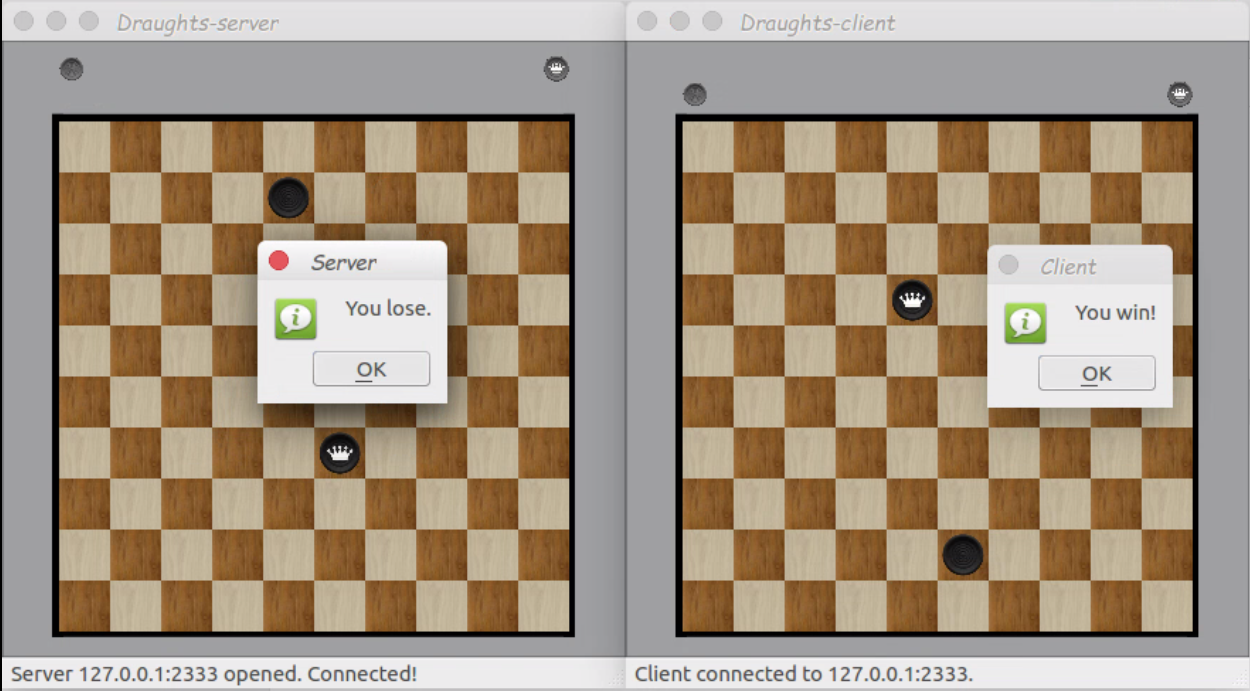 Draughts-server
Draughts-client
Server
You lose.
OK
Client
You win!
OK
Server 127.0.0.1:2333 opened. Connected!
Client connected to 127.0.0.1:2333.